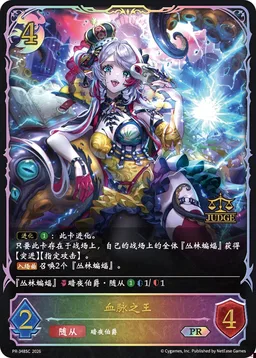 4
JUDGE
进化 1 ：此卡进化。
只要此卡存在于战场上，自己的战场上的全体『丛林蝙蝠』获得
【突进】【指定攻击】。
入场曲 召唤2个『丛林蝙蝠』。
『丛林蝙蝠』暗夜伯爵·随从 1 1/1
血脉之王
2
随从 暗夜伯爵
PR
4
© Cygames, Inc. Published by NetEase Games